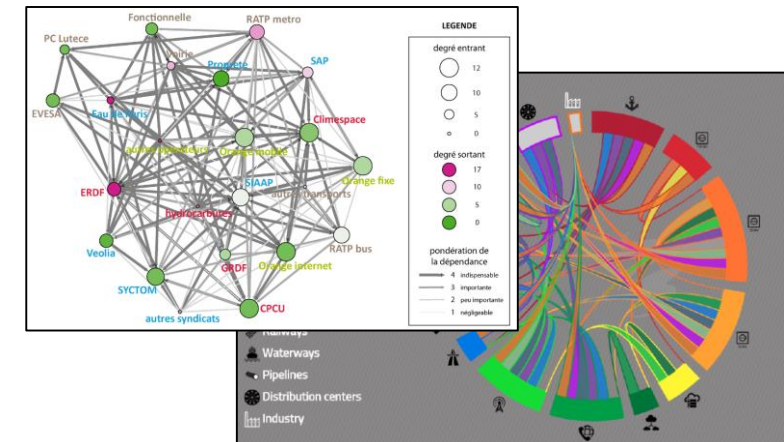 Fonctionnelle
RATP metro
PC Lutece
Voirie
Propreté
SAP
EVESA
Eau de Paris
Climespace
autres opérateurs
Orange mobile
Orange fixe
ERDF
SIAAP
autres transports
hydrocarbures
RATP bus
Veolia
GRDF
Orange internet
SYCTOM
CPCU
autres syndicats
LEGENDE
degré entrant
12
10
5
0
degré sortant
17
10
5
0
pondération de
la dépendance
4 indispensable
3 importante
2 peu importante
1 négligeable
Railways
Waterways
Pipelines
Distribution centers
Industry